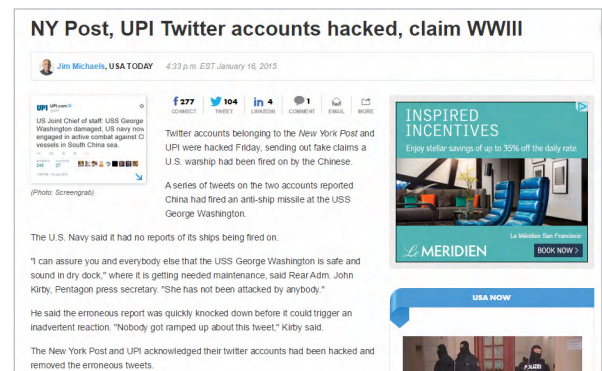 NY Post, UPI Twitter accounts hacked, claim WWIII
Jim Michaels, USA TODAY 4:33 p.m. EST January 16, 2015
UPI UPI.com
US Joint Chief of staff: USS George
Washington damaged, US navy now
engaged in active combat against Cl
vessels in South China sea.
(Photo: Screengrab)
277
CONNECT
104
TWEET
in 4
LINKEDIN
1
COMMENT
EMAIL
MORE
Twitter accounts belonging to the New York Post and
UPI were hacked Friday, sending out fake claims a
U.S. warship had been fired on by the Chinese.
A series of tweets on the two accounts reported
China had fired an anti-ship missile at the USS
George Washington.
The U.S. Navy said it had no reports of its ships being fired on.
"I can assure you and everybody else that the USS George Washington is safe and
sound in dry dock," where it is getting needed maintenance, said Rear Adm. John
Kirby, Pentagon press secretary. "She has not been attacked by anybody."
He said the erroneous report was quickly knocked down before it could trigger an
inadvertent reaction. "Nobody got ramped up about this tweet," Kirby said.
The New York Post and UPI acknowledged their twitter accounts had been hacked and
removed the erroneous tweets.
INSPIRED
INCENTIVES
Enjoy stellar savings of up to 35% off the daily rate.
Le Méridien San Francisco
Le MERIDIEN
BOOK NOW >
USA NOW
POLIZEI